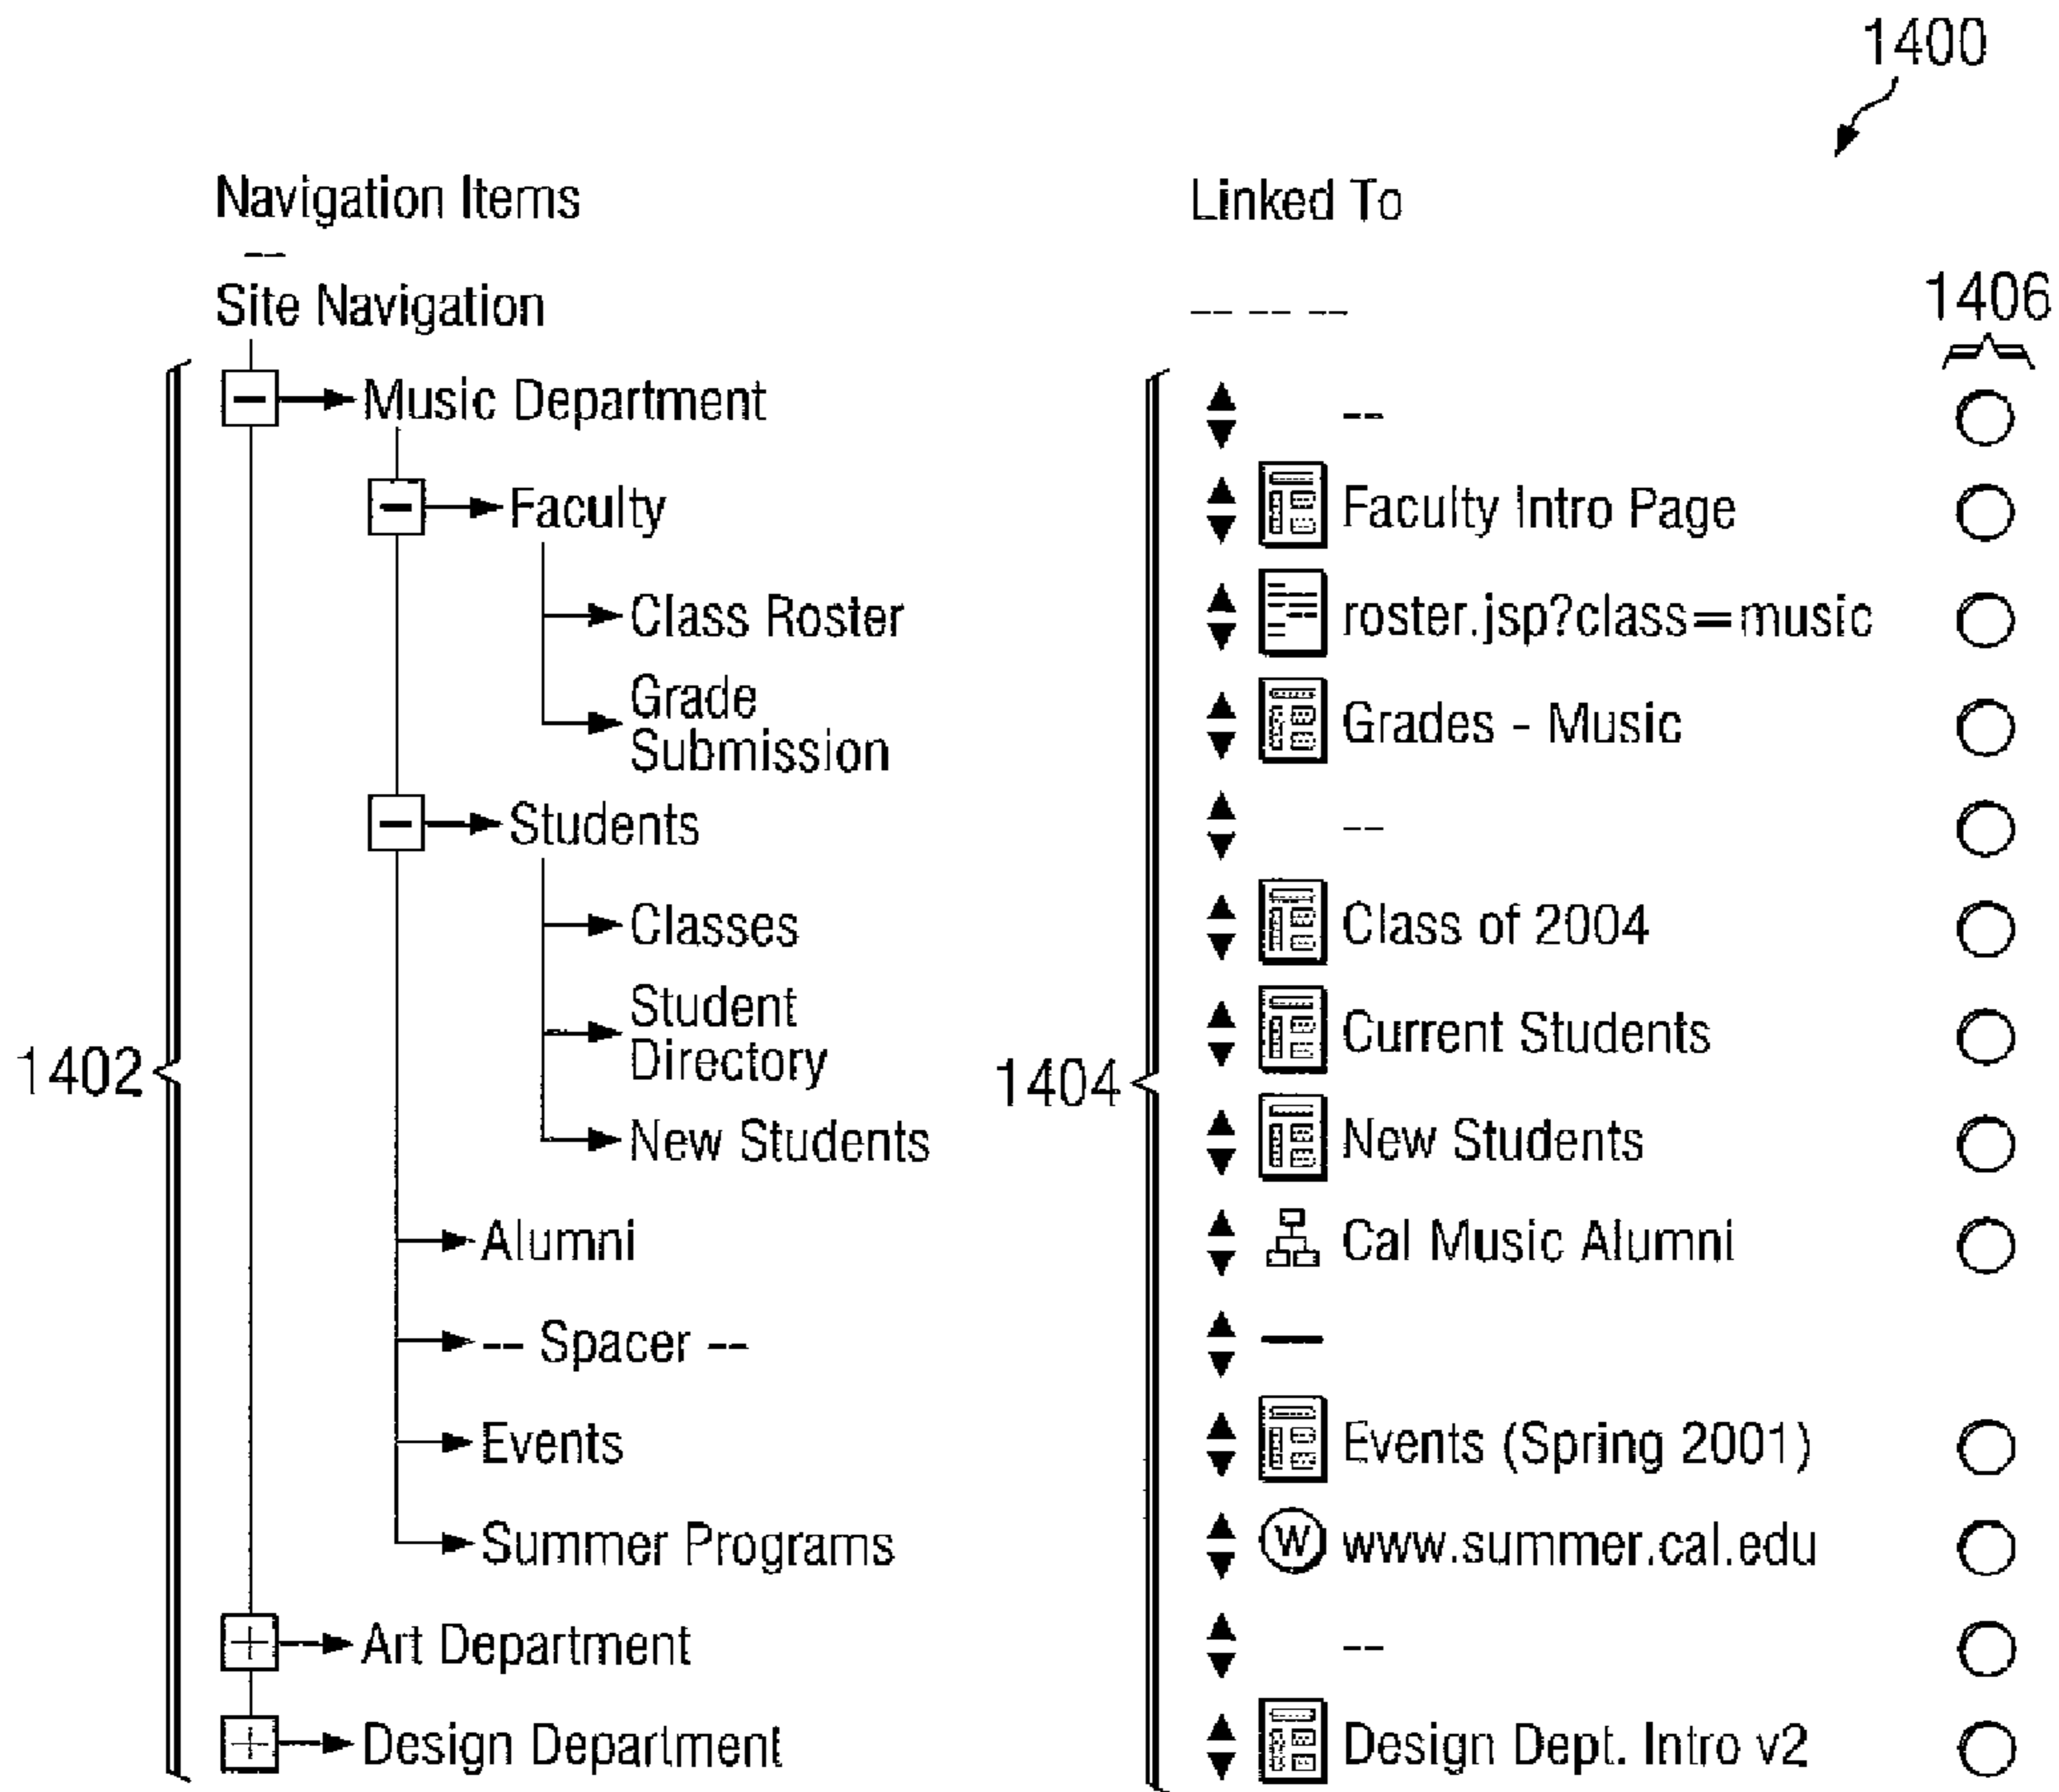 1400
Navigation Items
Linked To
--
Site Navigation
-- -- --
1406
Music Department
--
Faculty
Faculty Intro Page
Class Roster
roster.jsp?class=music
Grade
Submission
Grades - Music
Students
--
Classes
Class of 2004
Student
Directory
Current Students
1402
1404
New Students
New Students
Alumni
Cal Music Alumni
-- Spacer --
Events
Events (Spring 2001)
Summer Programs
W
www.summer.cal.edu
Art Department
--
Design Department
Design Dept. Intro v2